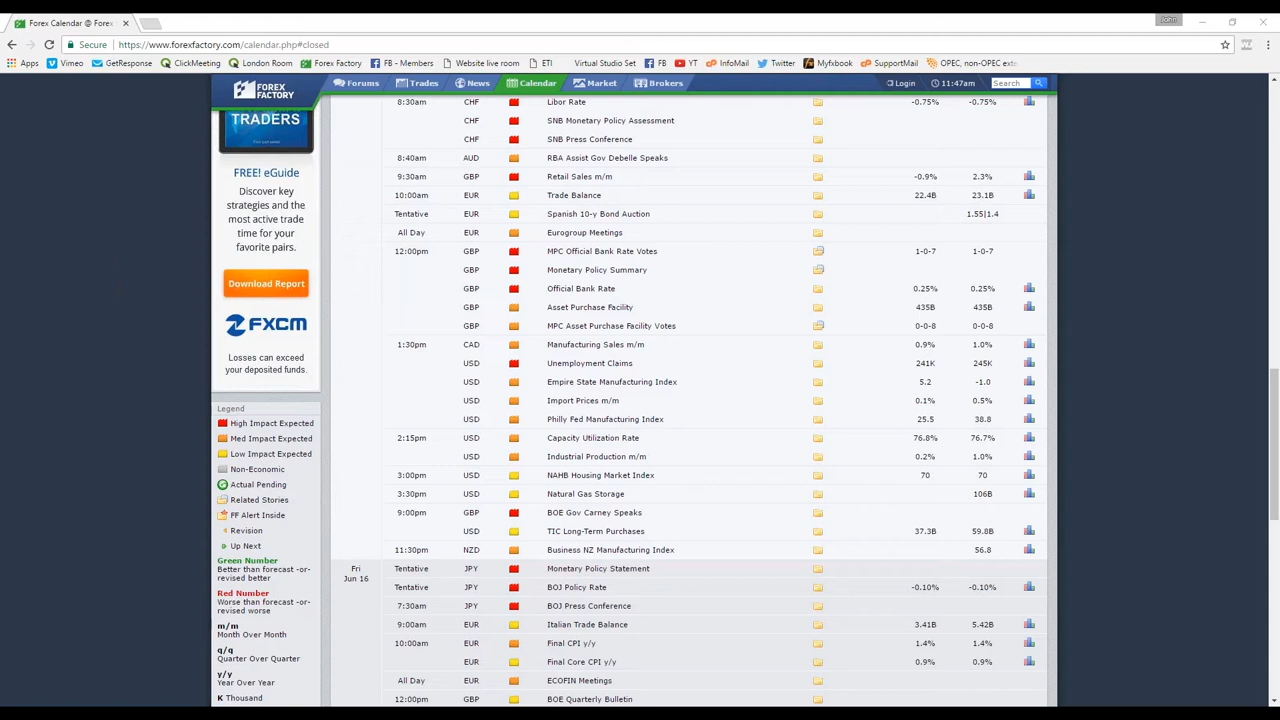 Forex Calendar @ Forex
John
Secure https://www.forexfactory.com/calendar.php#closed
Apps Vimeo GetResponse ClickMeeting London Room Forex Factory FB - Members Website live room ETI Virtual Studio Set FB YT InfoMail Twitter Myfxbook SupportMail OPEC, non-OPEC ex
FOREX FACTORY Forums Trades News Calendar Market Brokers Login 11:47am Search
TRADERS
FREE! eGuide
Discover key
strategies and the
most active trade
time for your
favorite pairs.
Download Report
FXCM
Losses can exceed
your deposited funds.
Legend
High Impact Expected
Med Impact Expected
Low Impact Expected
Non-Economic
Actual Pending
Related Stories
FF Alert Inside
Revision
Up Next
Green Number
Better than forecast -or-
revised better
Red Number
Worse than forecast -or-
revised worse
m/m
Month Over Month
q/q
Quarter Over Quarter
y/y
Year Over Year
K Thousand
8:30am CHF Libor Rate -0.75% -0.75%
CHF SNB Monetary Policy Assessment
CHF SNB Press Conference
8:40am AUD RBA Assist Gov Debelle Speaks
9:30am GBP Retail Sales m/m -0.9% 2.3%
10:00am EUR Trade Balance 22.4B 23.1B
Tentative EUR Spanish 10-y Bond Auction 1.55|1.4
All Day EUR Eurogroup Meetings
12:00pm GBP MPC Official Bank Rate Votes 1-0-7 1-0-7
GBP Monetary Policy Summary
GBP Official Bank Rate 0.25% 0.25%
GBP Asset Purchase Facility 435B 435B
GBP MPC Asset Purchase Facility Votes 0-0-8 0-0-8
1:30pm CAD Manufacturing Sales m/m 0.9% 1.0%
USD Unemployment Claims 241K 245K
USD Empire State Manufacturing Index 5.2 -1.0
USD Import Prices m/m 0.1% 0.5%
USD Philly Fed Manufacturing Index 25.5 38.8
2:15pm USD Capacity Utilization Rate 76.8% 76.7%
USD Industrial Production m/m 0.2% 1.0%
3:00pm USD NAHB Housing Market Index 70 70
3:30pm USD Natural Gas Storage 106B
9:00pm GBP BOE Gov Carney Speaks
USD TIC Long-Term Purchases 37.3B 59.8B
11:30pm NZD Business NZ Manufacturing Index 56.8
Fri Jun 16 Tentative JPY Monetary Policy Statement
Tentative JPY BOJ Policy Rate -0.10% -0.10%
7:30am JPY BOJ Press Conference
9:00am EUR Italian Trade Balance 3.41B 5.42B
10:00am EUR Final CPI y/y 1.4% 1.4%
EUR Final Core CPI y/y 0.9% 0.9%
All Day EUR ECOFIN Meetings
12:00pm GBP BOE Quarterly Bulletin